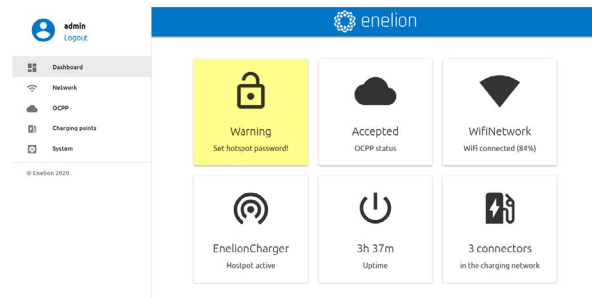 admin
Logout
enelion
Dashboard
Network
OCPP
Charging points
System
© Enelion 2020
Warning
Set hotspot password!
Accepted
OCPP status
WifiNetwork
WiFi connected (84%)
EnelionCharger
Hostpot active
3h 37m
Uptime
3 connectors
in the charging network